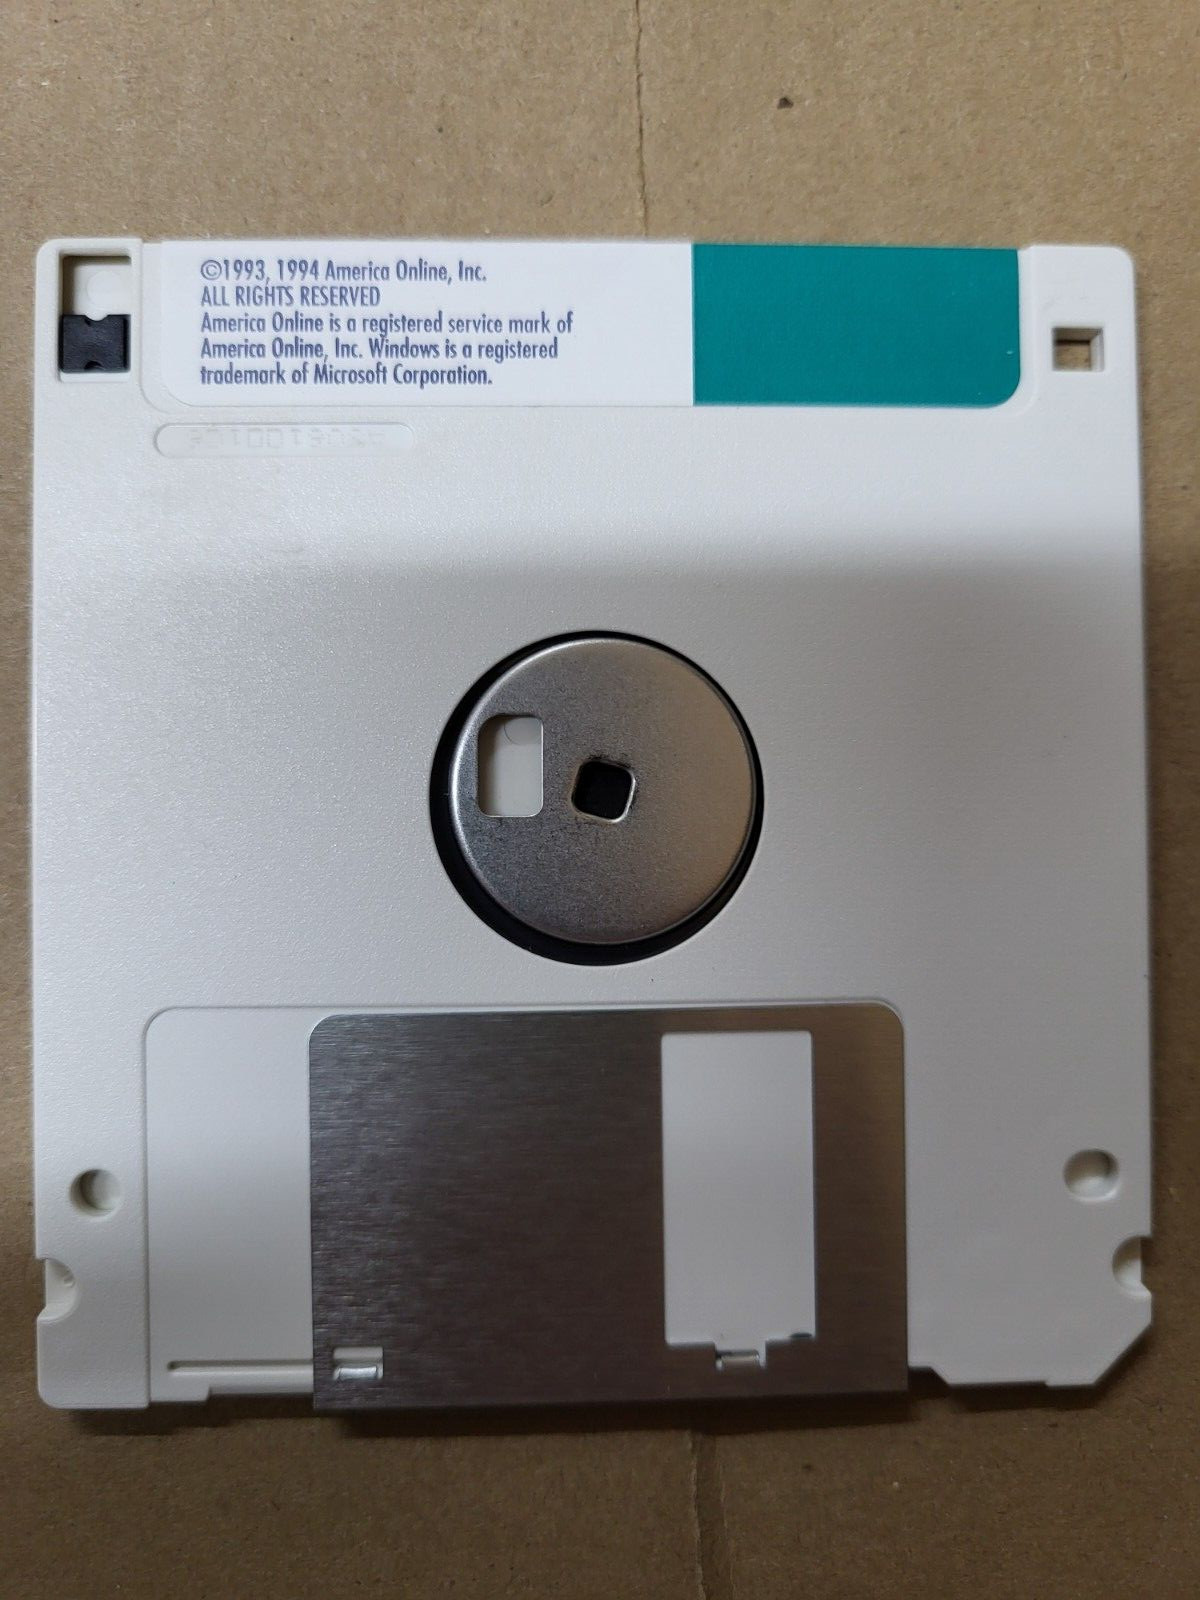 ©1993, 1994 America Online, Inc.
ALL RIGHTS RESERVED
America Online is a registered service mark of
America Online, Inc. Windows is a registered
trademark of Microsoft Corporation.